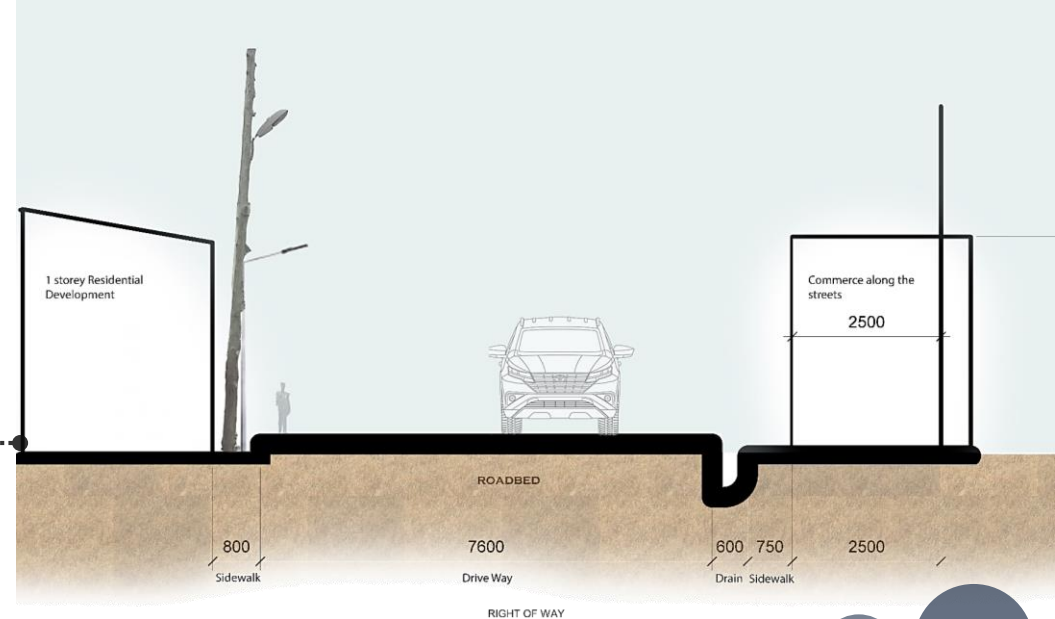 1 storey Residential
Development
Commerce along the
streets
2500
ROADBED
800
7600
600
750
2500
Sidewalk
Drive Way
Drain
Sidewalk
RIGHT OF WAY